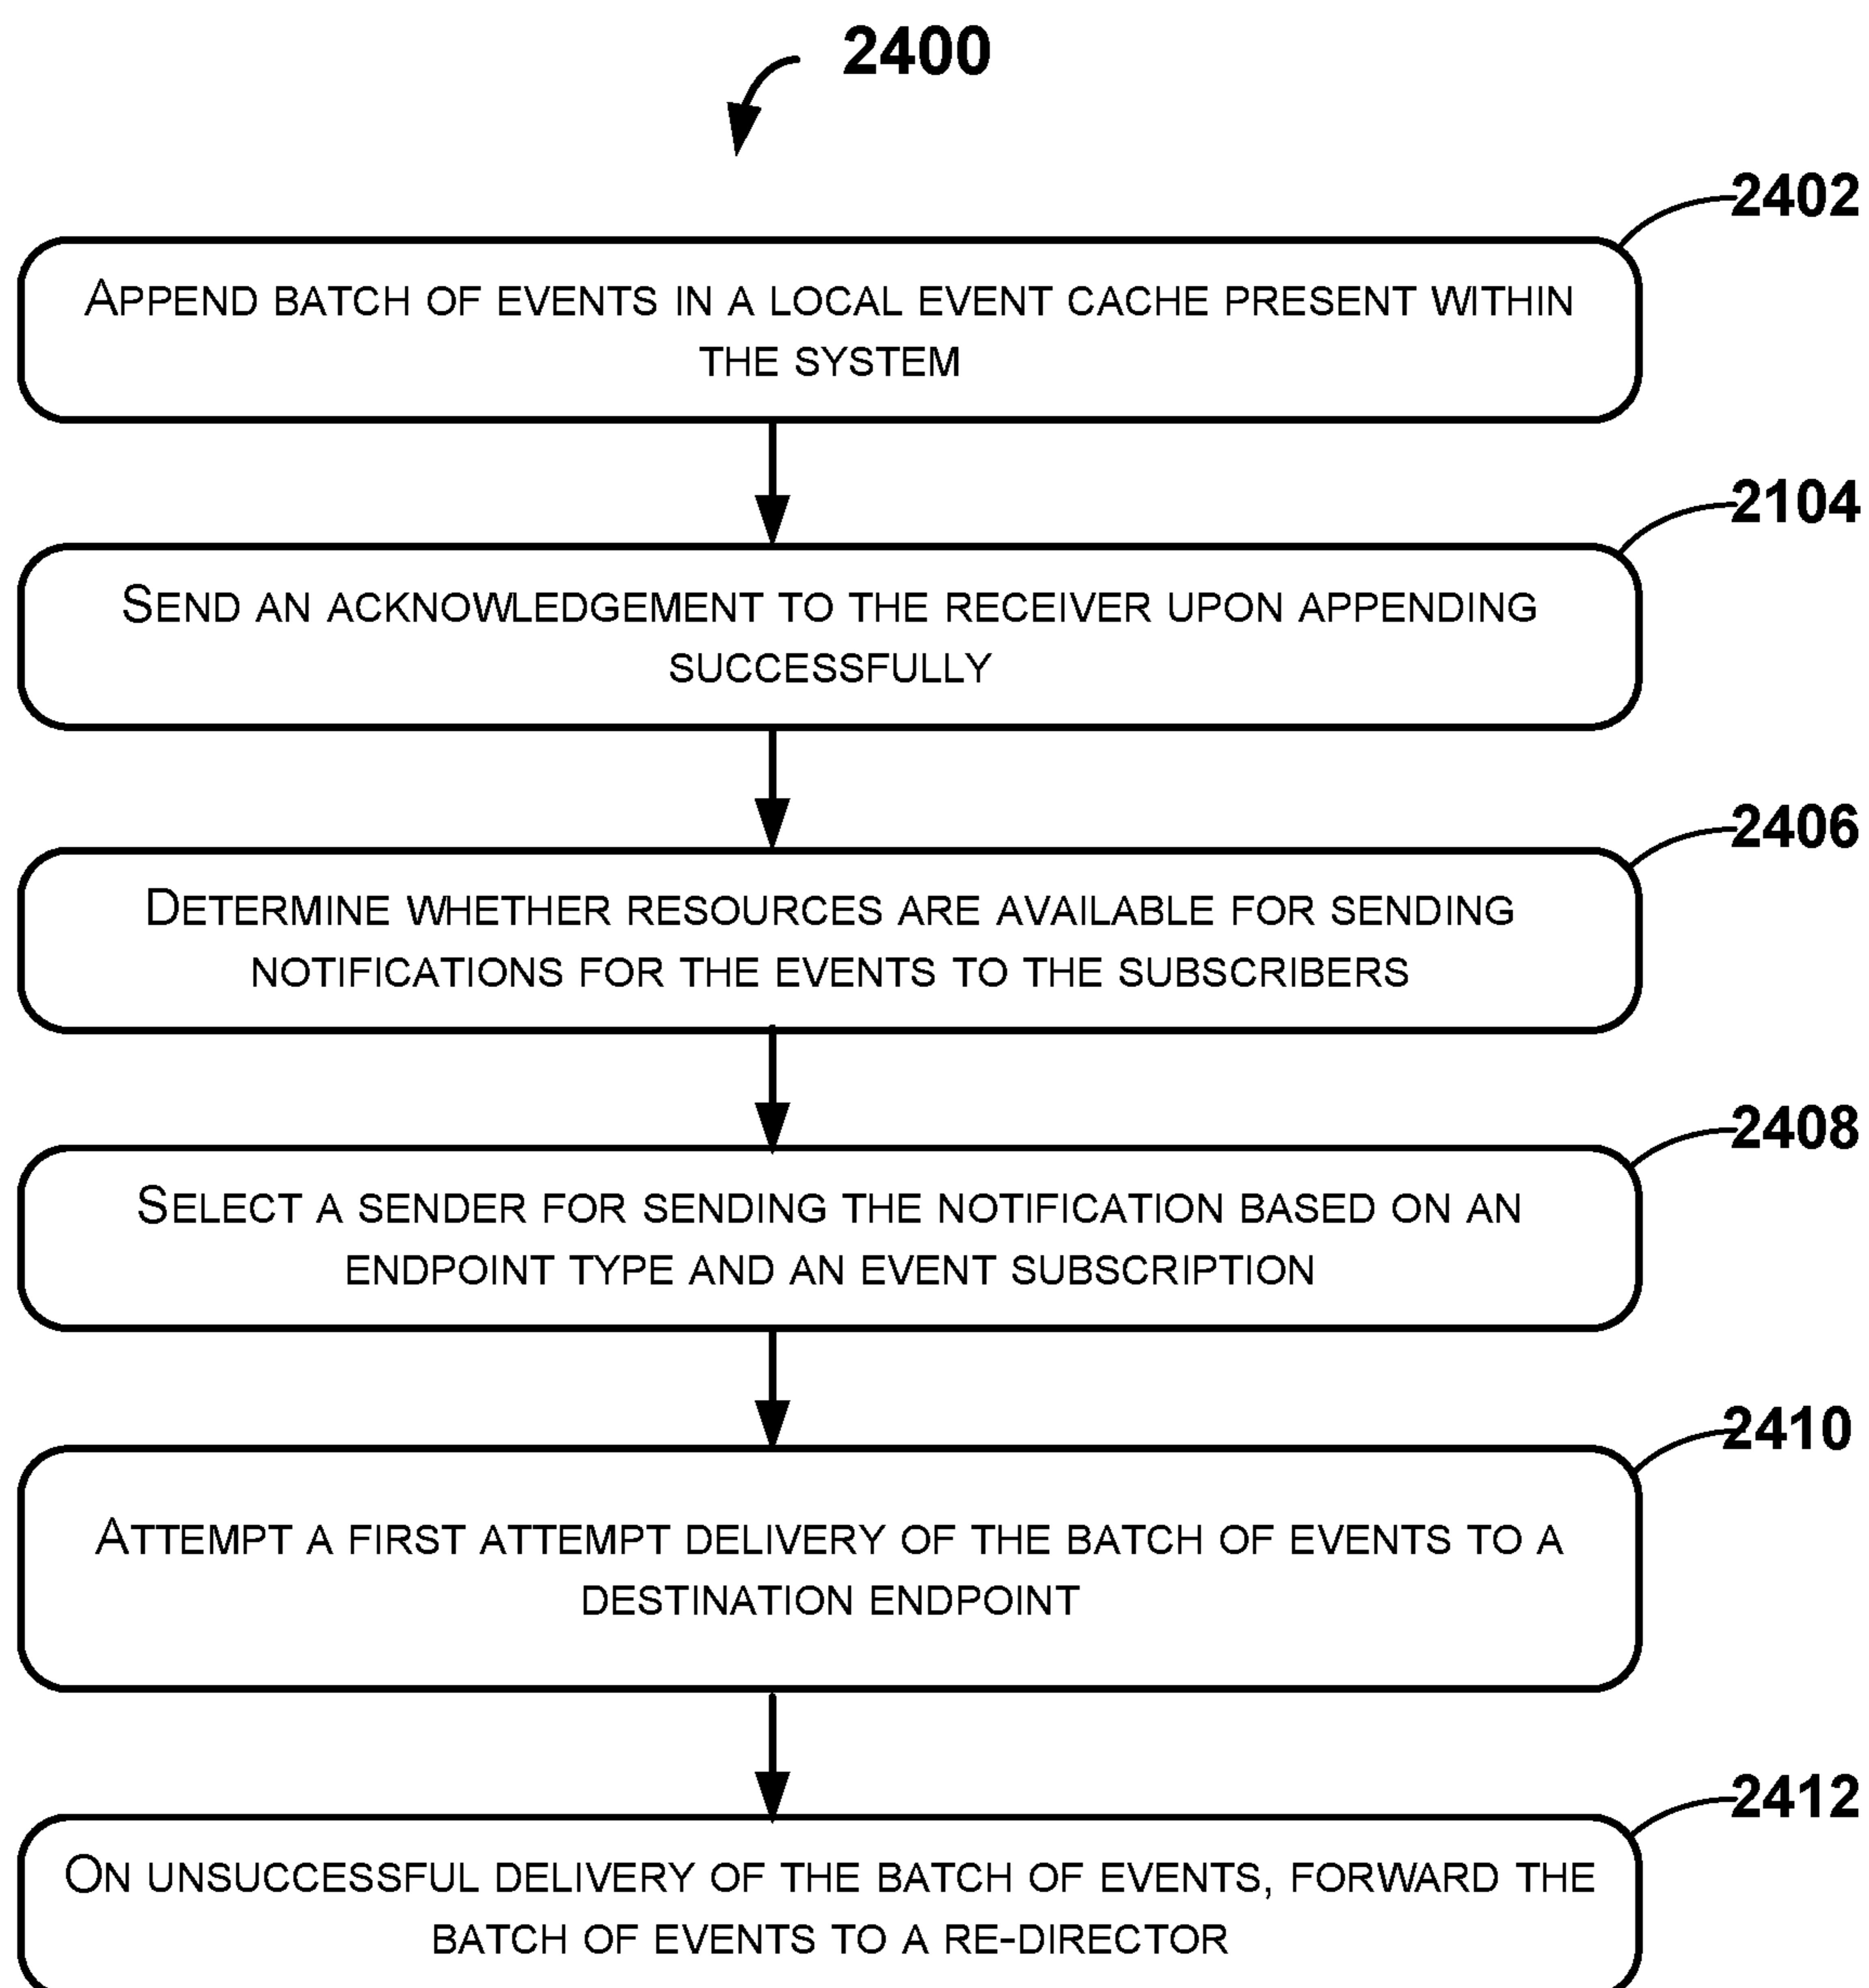 2400
2402
APPEND BATCH OF EVENTS IN A LOCAL EVENT CACHE PRESENT WITHIN
THE SYSTEM
2104
SEND AN ACKNOWLEDGEMENT TO THE RECEIVER UPON APPENDING
SUCCESSFULLY
2406
DETERMINE WHETHER RESOURCES ARE AVAILABLE FOR SENDING
NOTIFICATIONS FOR THE EVENTS TO THE SUBSCRIBERS
2408
SELECT A SENDER FOR SENDING THE NOTIFICATION BASED ON AN
ENDPOINT TYPE AND AN EVENT SUBSCRIPTION
2410
ATTEMPT A FIRST ATTEMPT DELIVERY OF THE BATCH OF EVENTS TO A
DESTINATION ENDPOINT
2412
ON UNSUCCESSFUL DELIVERY OF THE BATCH OF EVENTS, FORWARD THE
BATCH OF EVENTS TO A RE-DIRECTOR